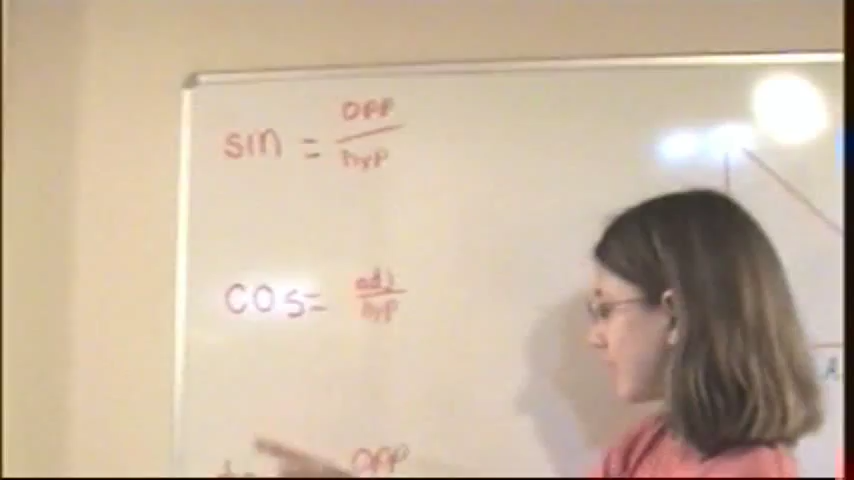 sin = OPP
hyp
cos = adj
hyp
OPP